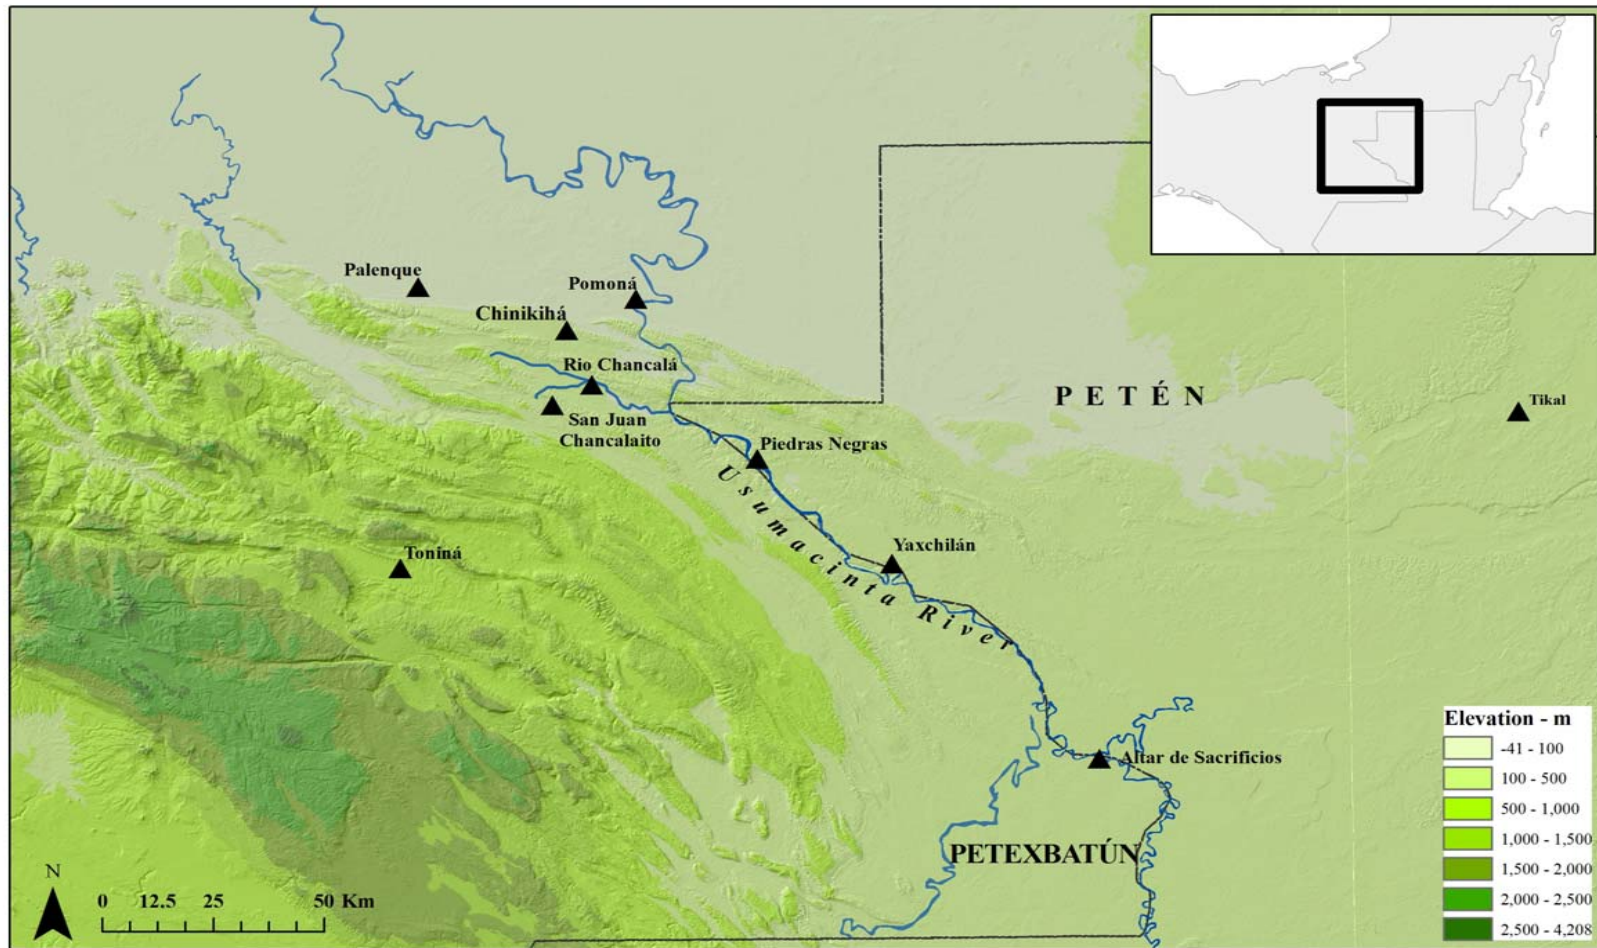 Palenque
Pomoná
Chinikihá
Rio Chancalá
San Juan
Chancalaito
PETÉN
Tikal
Piedras Negras
Usumacinta River
Yaxchilán
Toniná
Altar de Sacrificios
PETEXBATÚN
Elevation - m
-41 - 100
100 - 500
500 - 1,000
1,000 - 1,500
1,500 - 2,000
2,000 - 2,500
2,500 - 4,208
N
0 12.5 25 50 Km